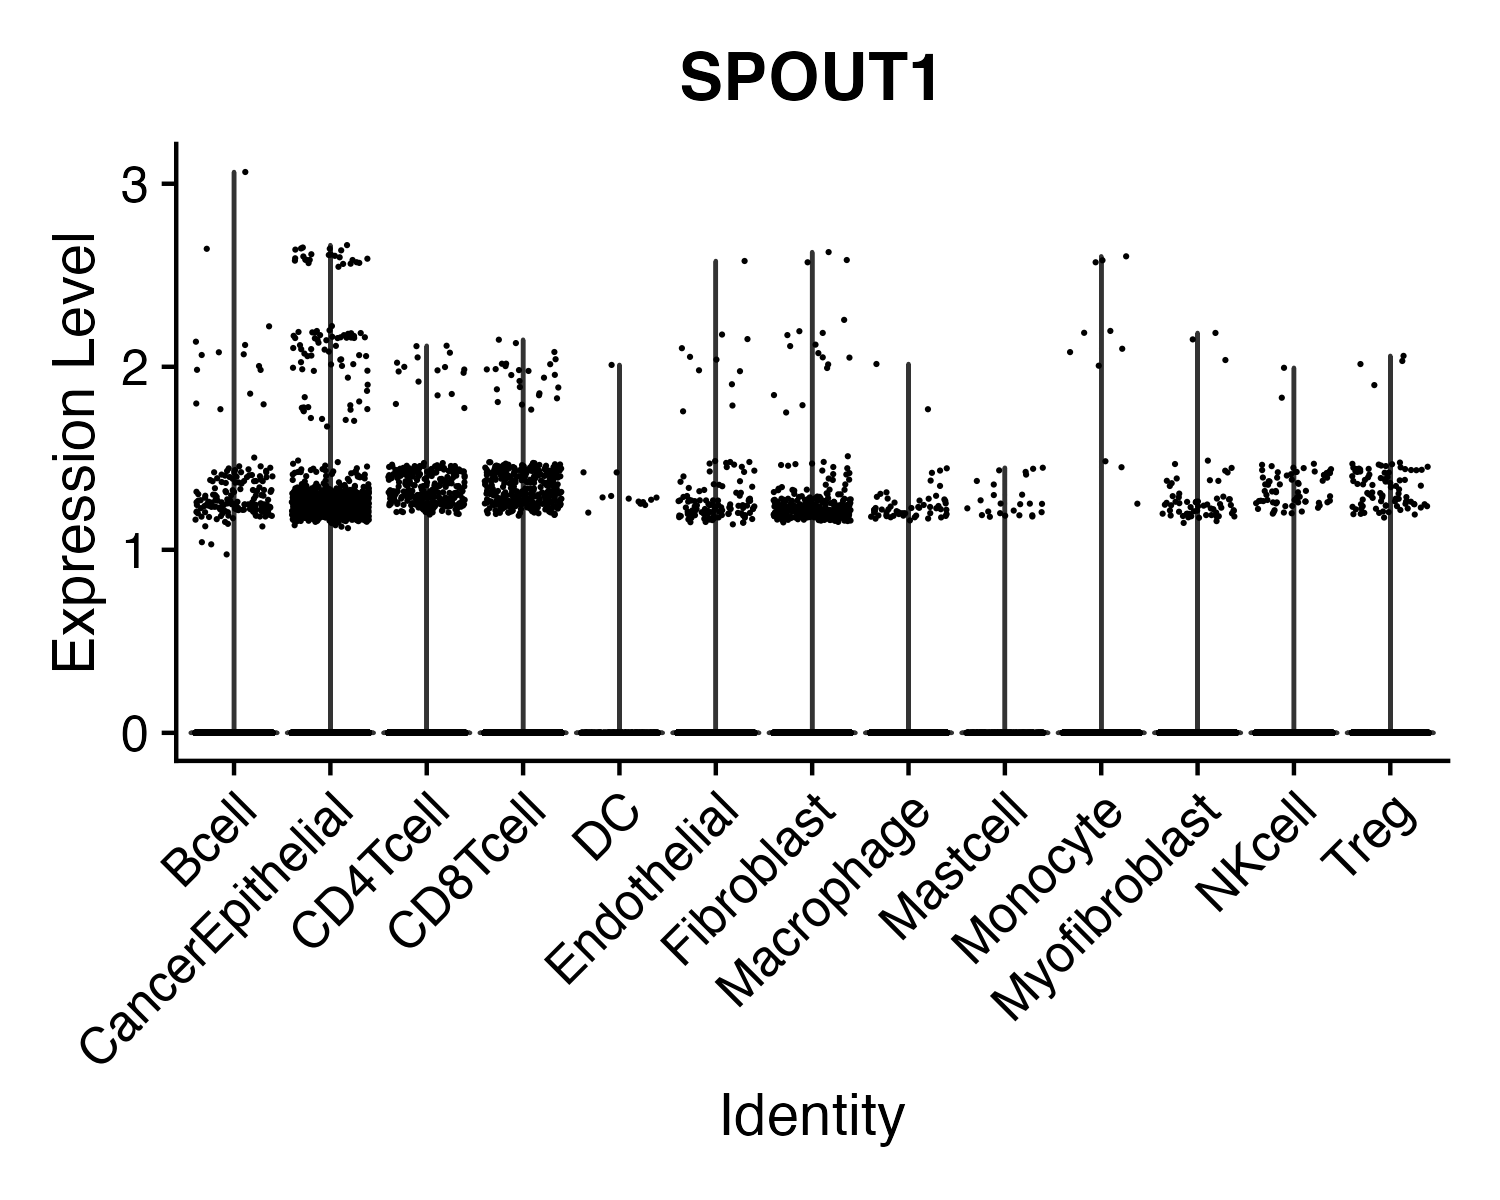 SPOUT1
Expression Level
3
2
1
0
Bcell
CancerEpithelial
CD4Tcell
CD8Tcell
DC
Endothelial
Fibroblast
Macrophage
Mastcell
Monocyte
Myofibroblast
NKcell
Treg
Identity